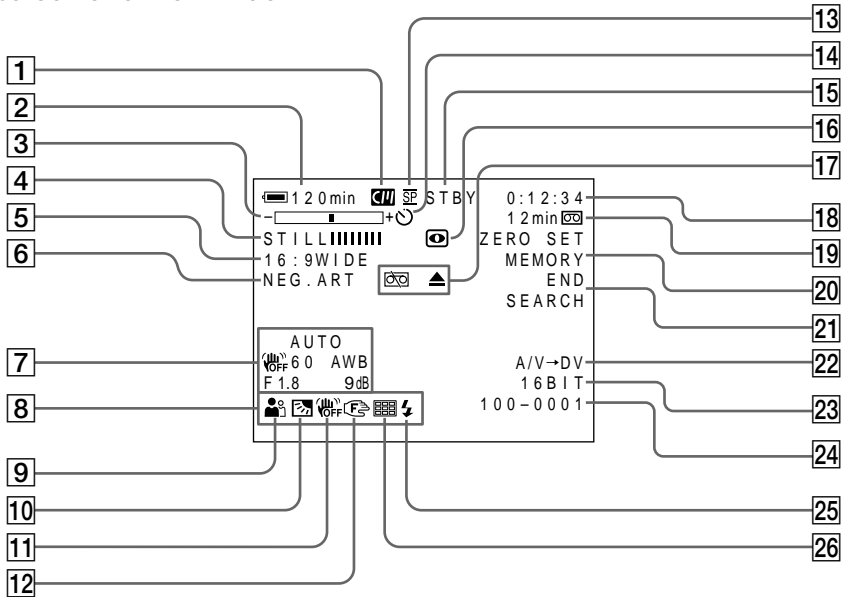 1
2
3
4
5
6
7
8
9
10
11
12
13
14
15
16
17
18
19
20
21
22
23
24
25
26
120min SP STBY 0:12:34
− + 12min
STILL ZERO SET
16:9WIDE MEMORY
NEG.ART END
SEARCH
AUTO
OFF 60 AWB A/V→DV
F1.8 9dB 16BIT
OFF F 100–0001